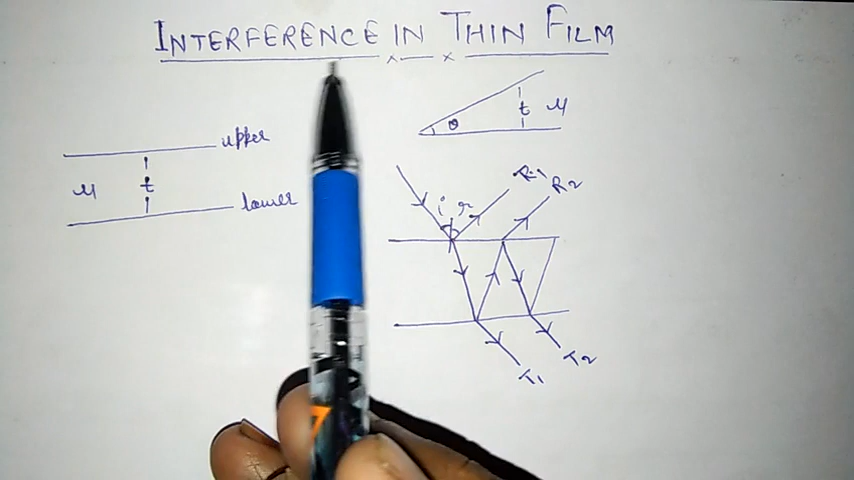 INTERFERENCE IN THIN FILM
upper
μ t
lower
θ t μ
i r R1 R2
T1 T2